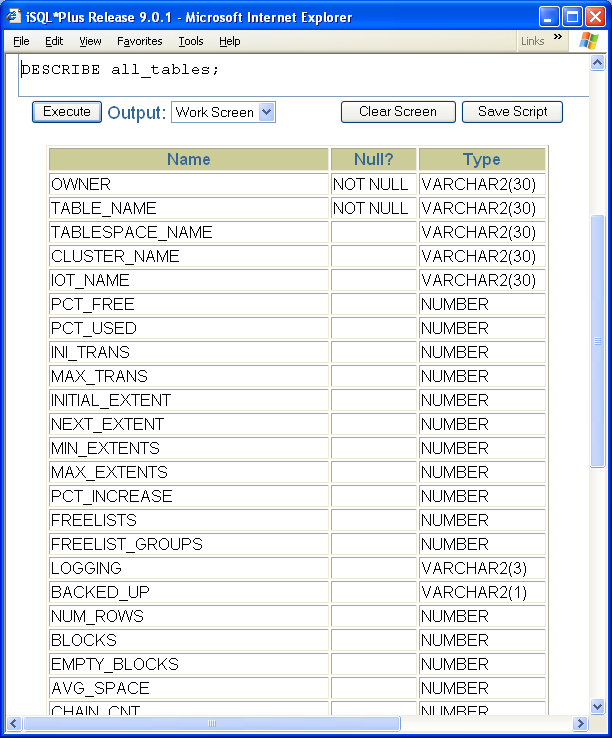 iSQL*Plus Release 9.0.1 - Microsoft Internet Explorer
File Edit View Favorites Tools Help Links »
DESCRIBE all_tables;
Execute Output: Work Screen Clear Screen Save Script
Name Null? Type
OWNER NOT NULL VARCHAR2(30)
TABLE_NAME NOT NULL VARCHAR2(30)
TABLESPACE_NAME VARCHAR2(30)
CLUSTER_NAME VARCHAR2(30)
IOT_NAME VARCHAR2(30)
PCT_FREE NUMBER
PCT_USED NUMBER
INI_TRANS NUMBER
MAX_TRANS NUMBER
INITIAL_EXTENT NUMBER
NEXT_EXTENT NUMBER
MIN_EXTENTS NUMBER
MAX_EXTENTS NUMBER
PCT_INCREASE NUMBER
FREELISTS NUMBER
FREELIST_GROUPS NUMBER
LOGGING VARCHAR2(3)
BACKED_UP VARCHAR2(1)
NUM_ROWS NUMBER
BLOCKS NUMBER
EMPTY_BLOCKS NUMBER
AVG_SPACE NUMBER
CHAIN_CNT NUMBER